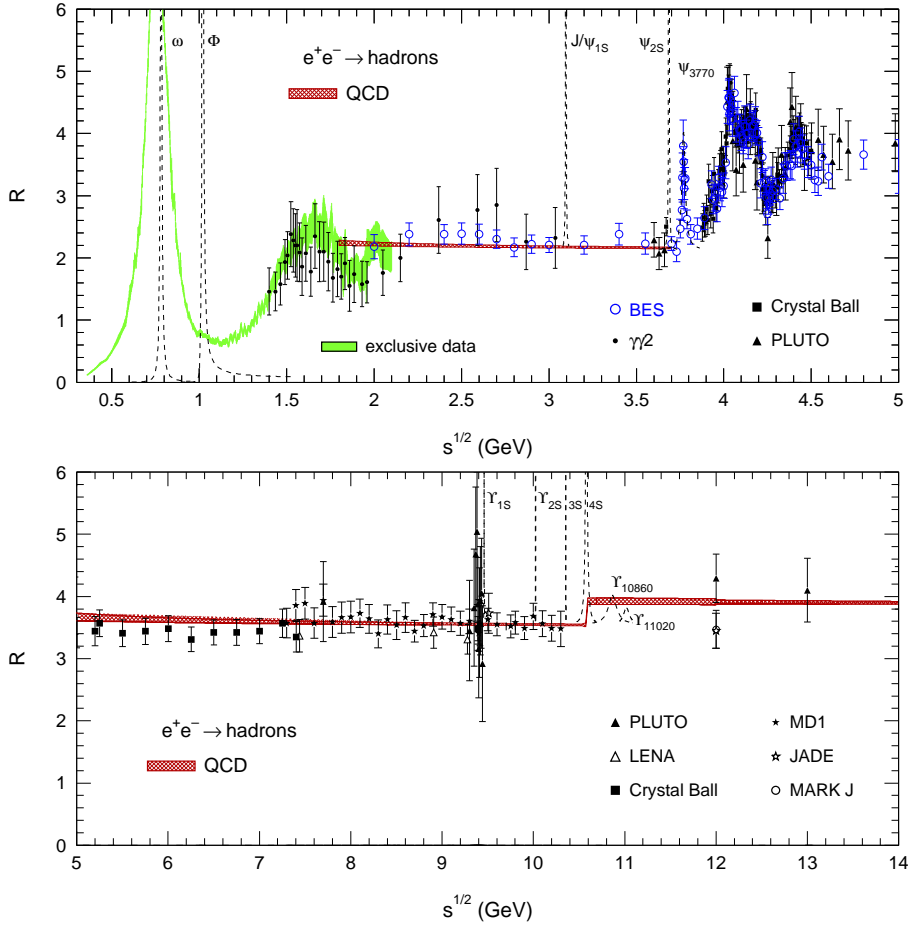 ω Φ J/ψ1S ψ2S
ψ3770
e+e− → hadrons
QCD
R
BES Crystal Ball
γγ2 PLUTO
exclusive data
0 1 2 3 4 5 6
0.5 1 1.5 2 2.5 3 3.5 4 4.5 5
s1/2 (GeV)
ϒ1S ϒ2S 3S 4S
ϒ10860
ϒ11020
R
e+e− → hadrons
QCD
PLUTO MD1
LENA JADE
Crystal Ball MARK J
0 1 2 3 4 5 6
5 6 7 8 9 10 11 12 13 14
s1/2 (GeV)